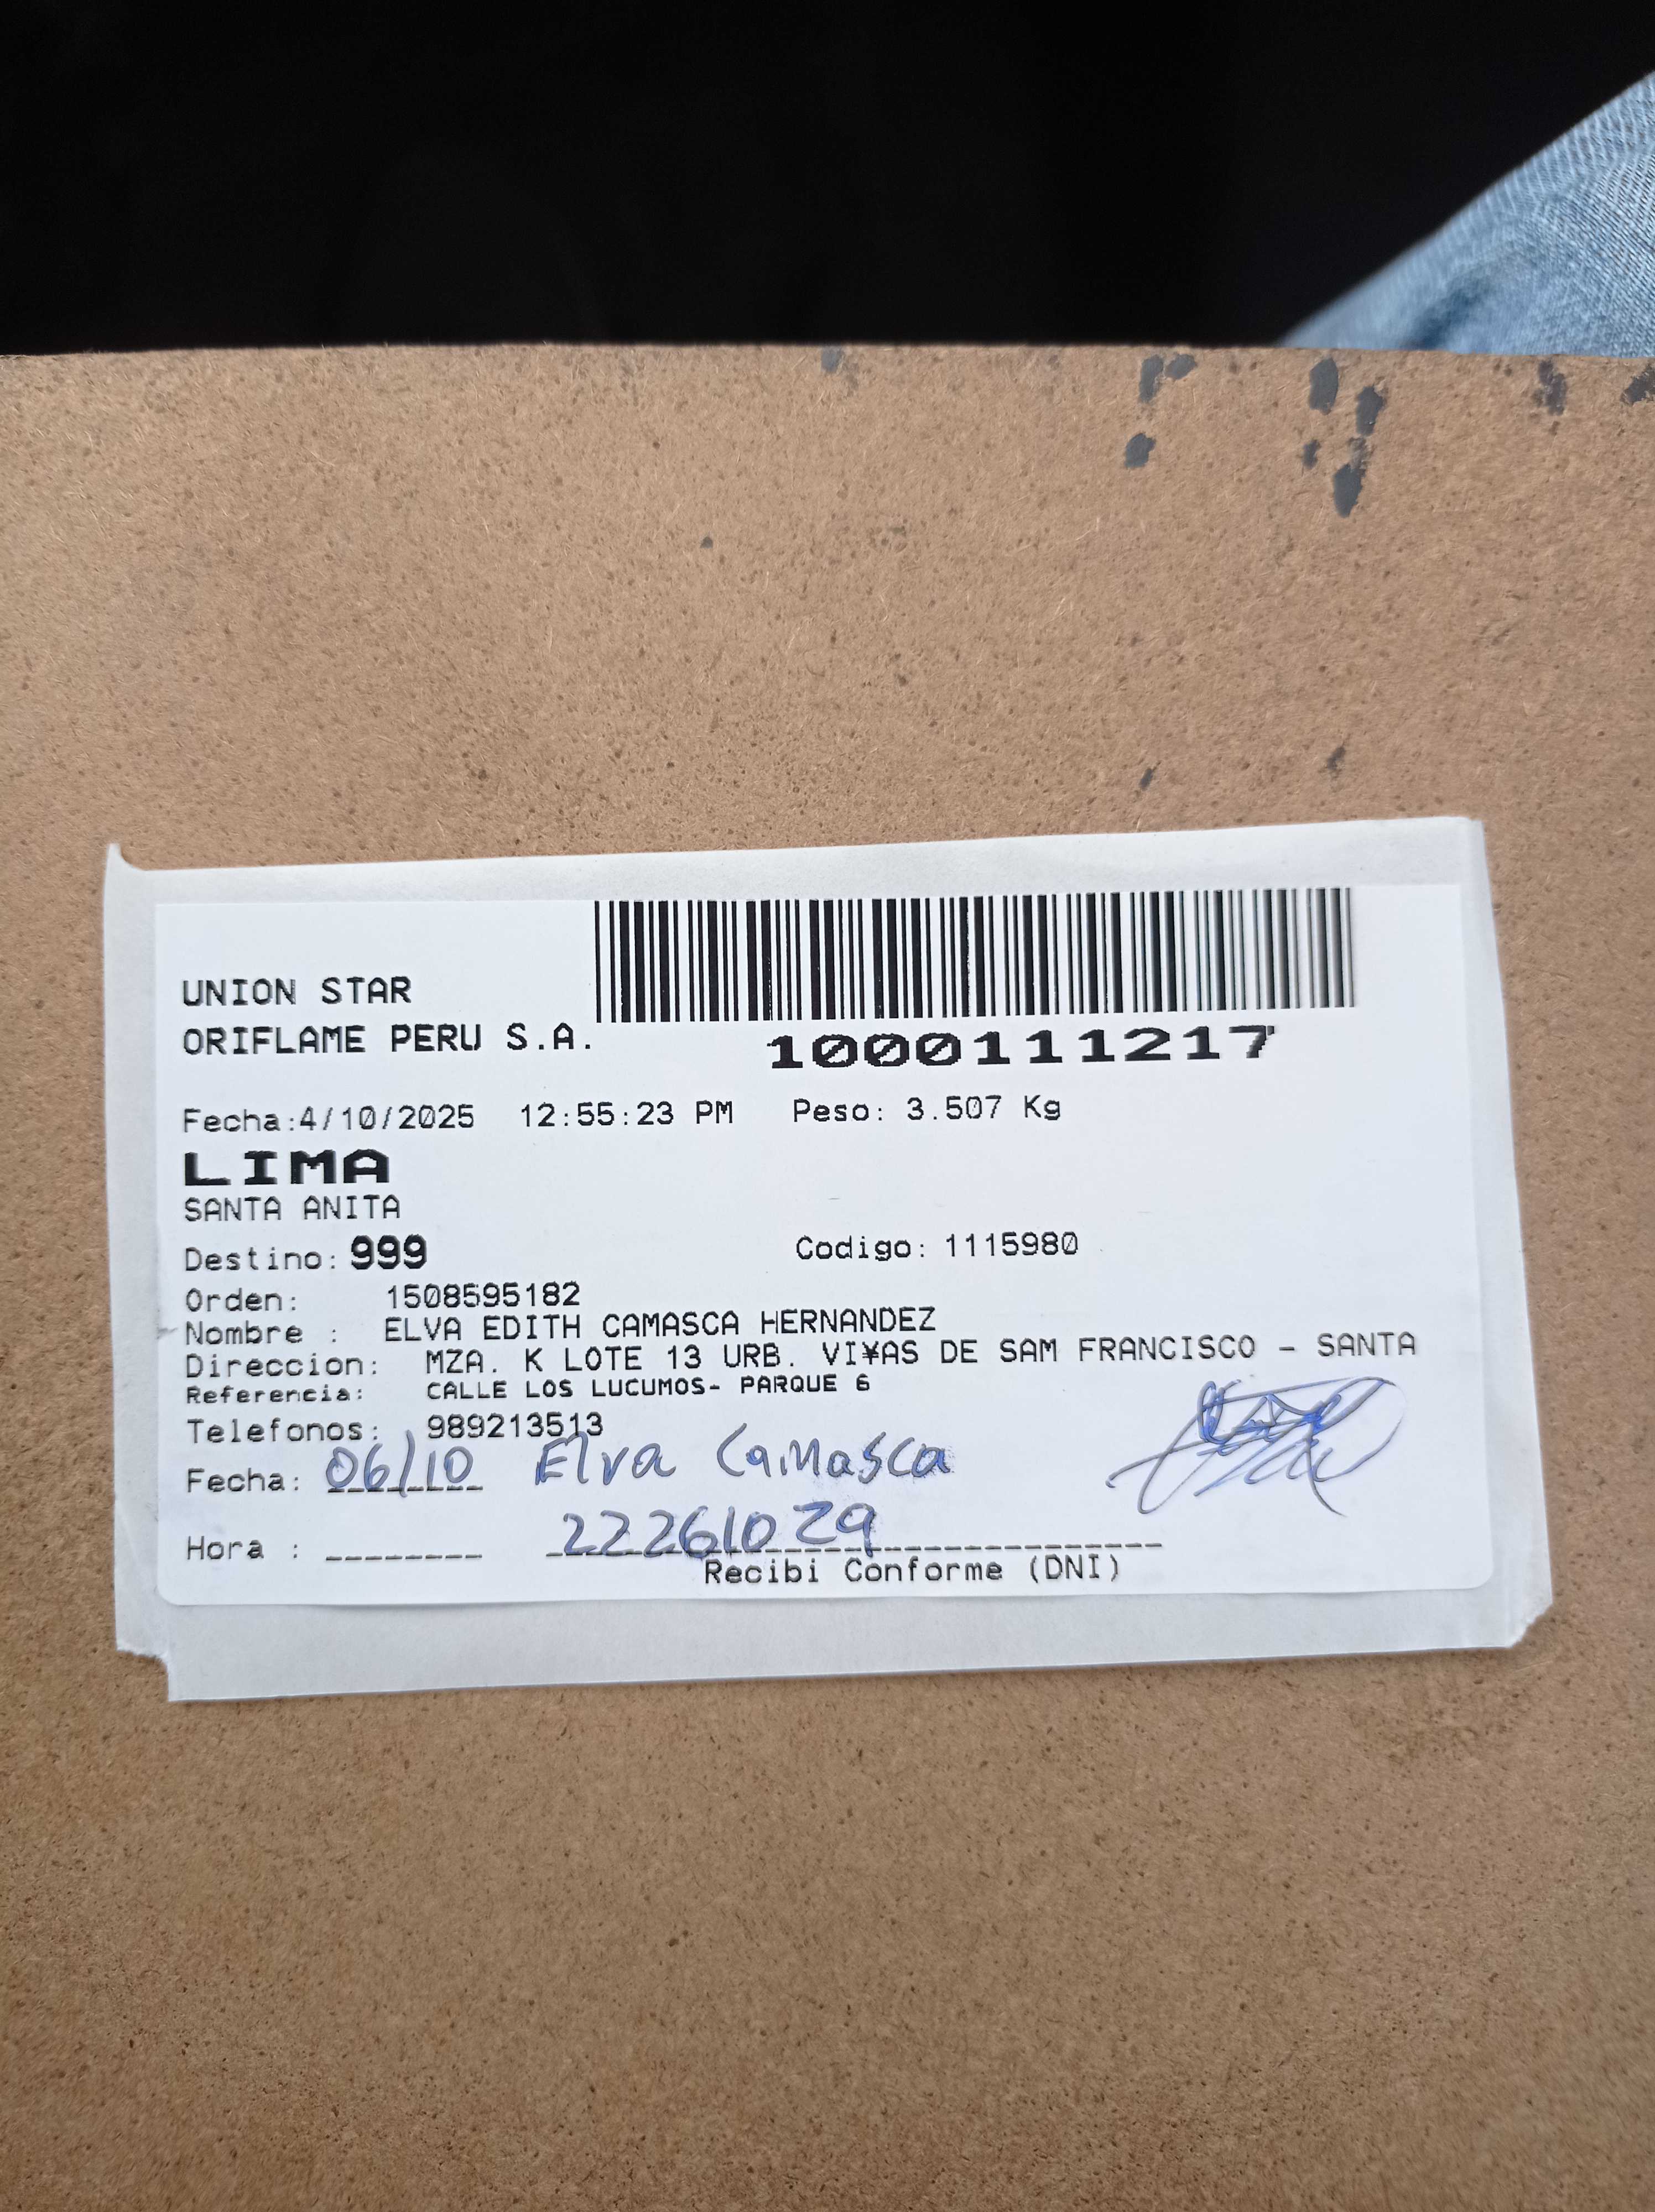 UNION STAR
ORIFLAME PERU S.A.
1000111217
Fecha:4/10/2025 12:55:23 PM Peso: 3.507 Kg
LIMA
SANTA ANITA
Destino: 999 Codigo: 1115980
Orden: 1508595182
Nombre : ELVA EDITH CAMASCA HERNANDEZ
Direccion: MZA. K LOTE 13 URB. VI¥AS DE SAM FRANCISCO - SANTA
Referencia: CALLE LOS LUCUMOS- PARQUE 6
Telefonos: 989213513
Fecha: 06/10 Elva Camasca
Hora : 22261029
Recibi Conforme (DNI)